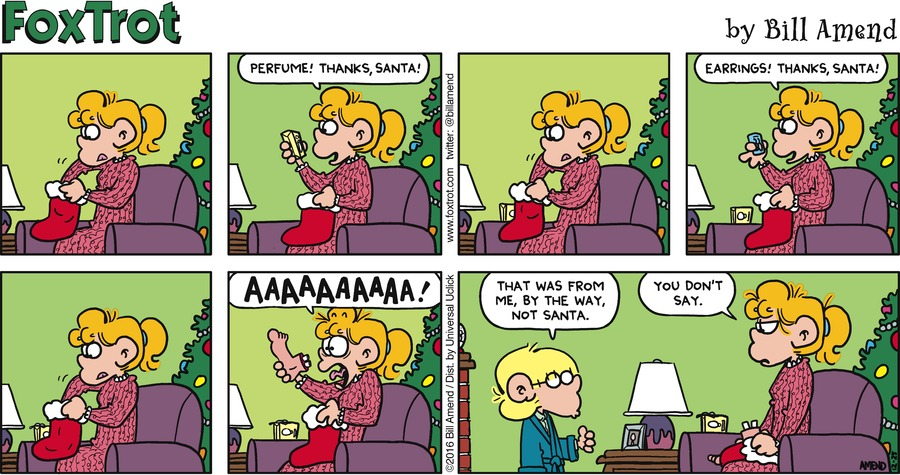 FoxTrot
by Bill Amend
PERFUME! THANKS, SANTA!
www.foxtrot.com twitter: @billamend
EARRINGS! THANKS, SANTA!
AAAAAAAAAA!
©2016 Bill Amend / Dist. by Universal Uclick
THAT WAS FROM
ME, BY THE WAY,
NOT SANTA.
YOU DON'T
SAY.
AMEND